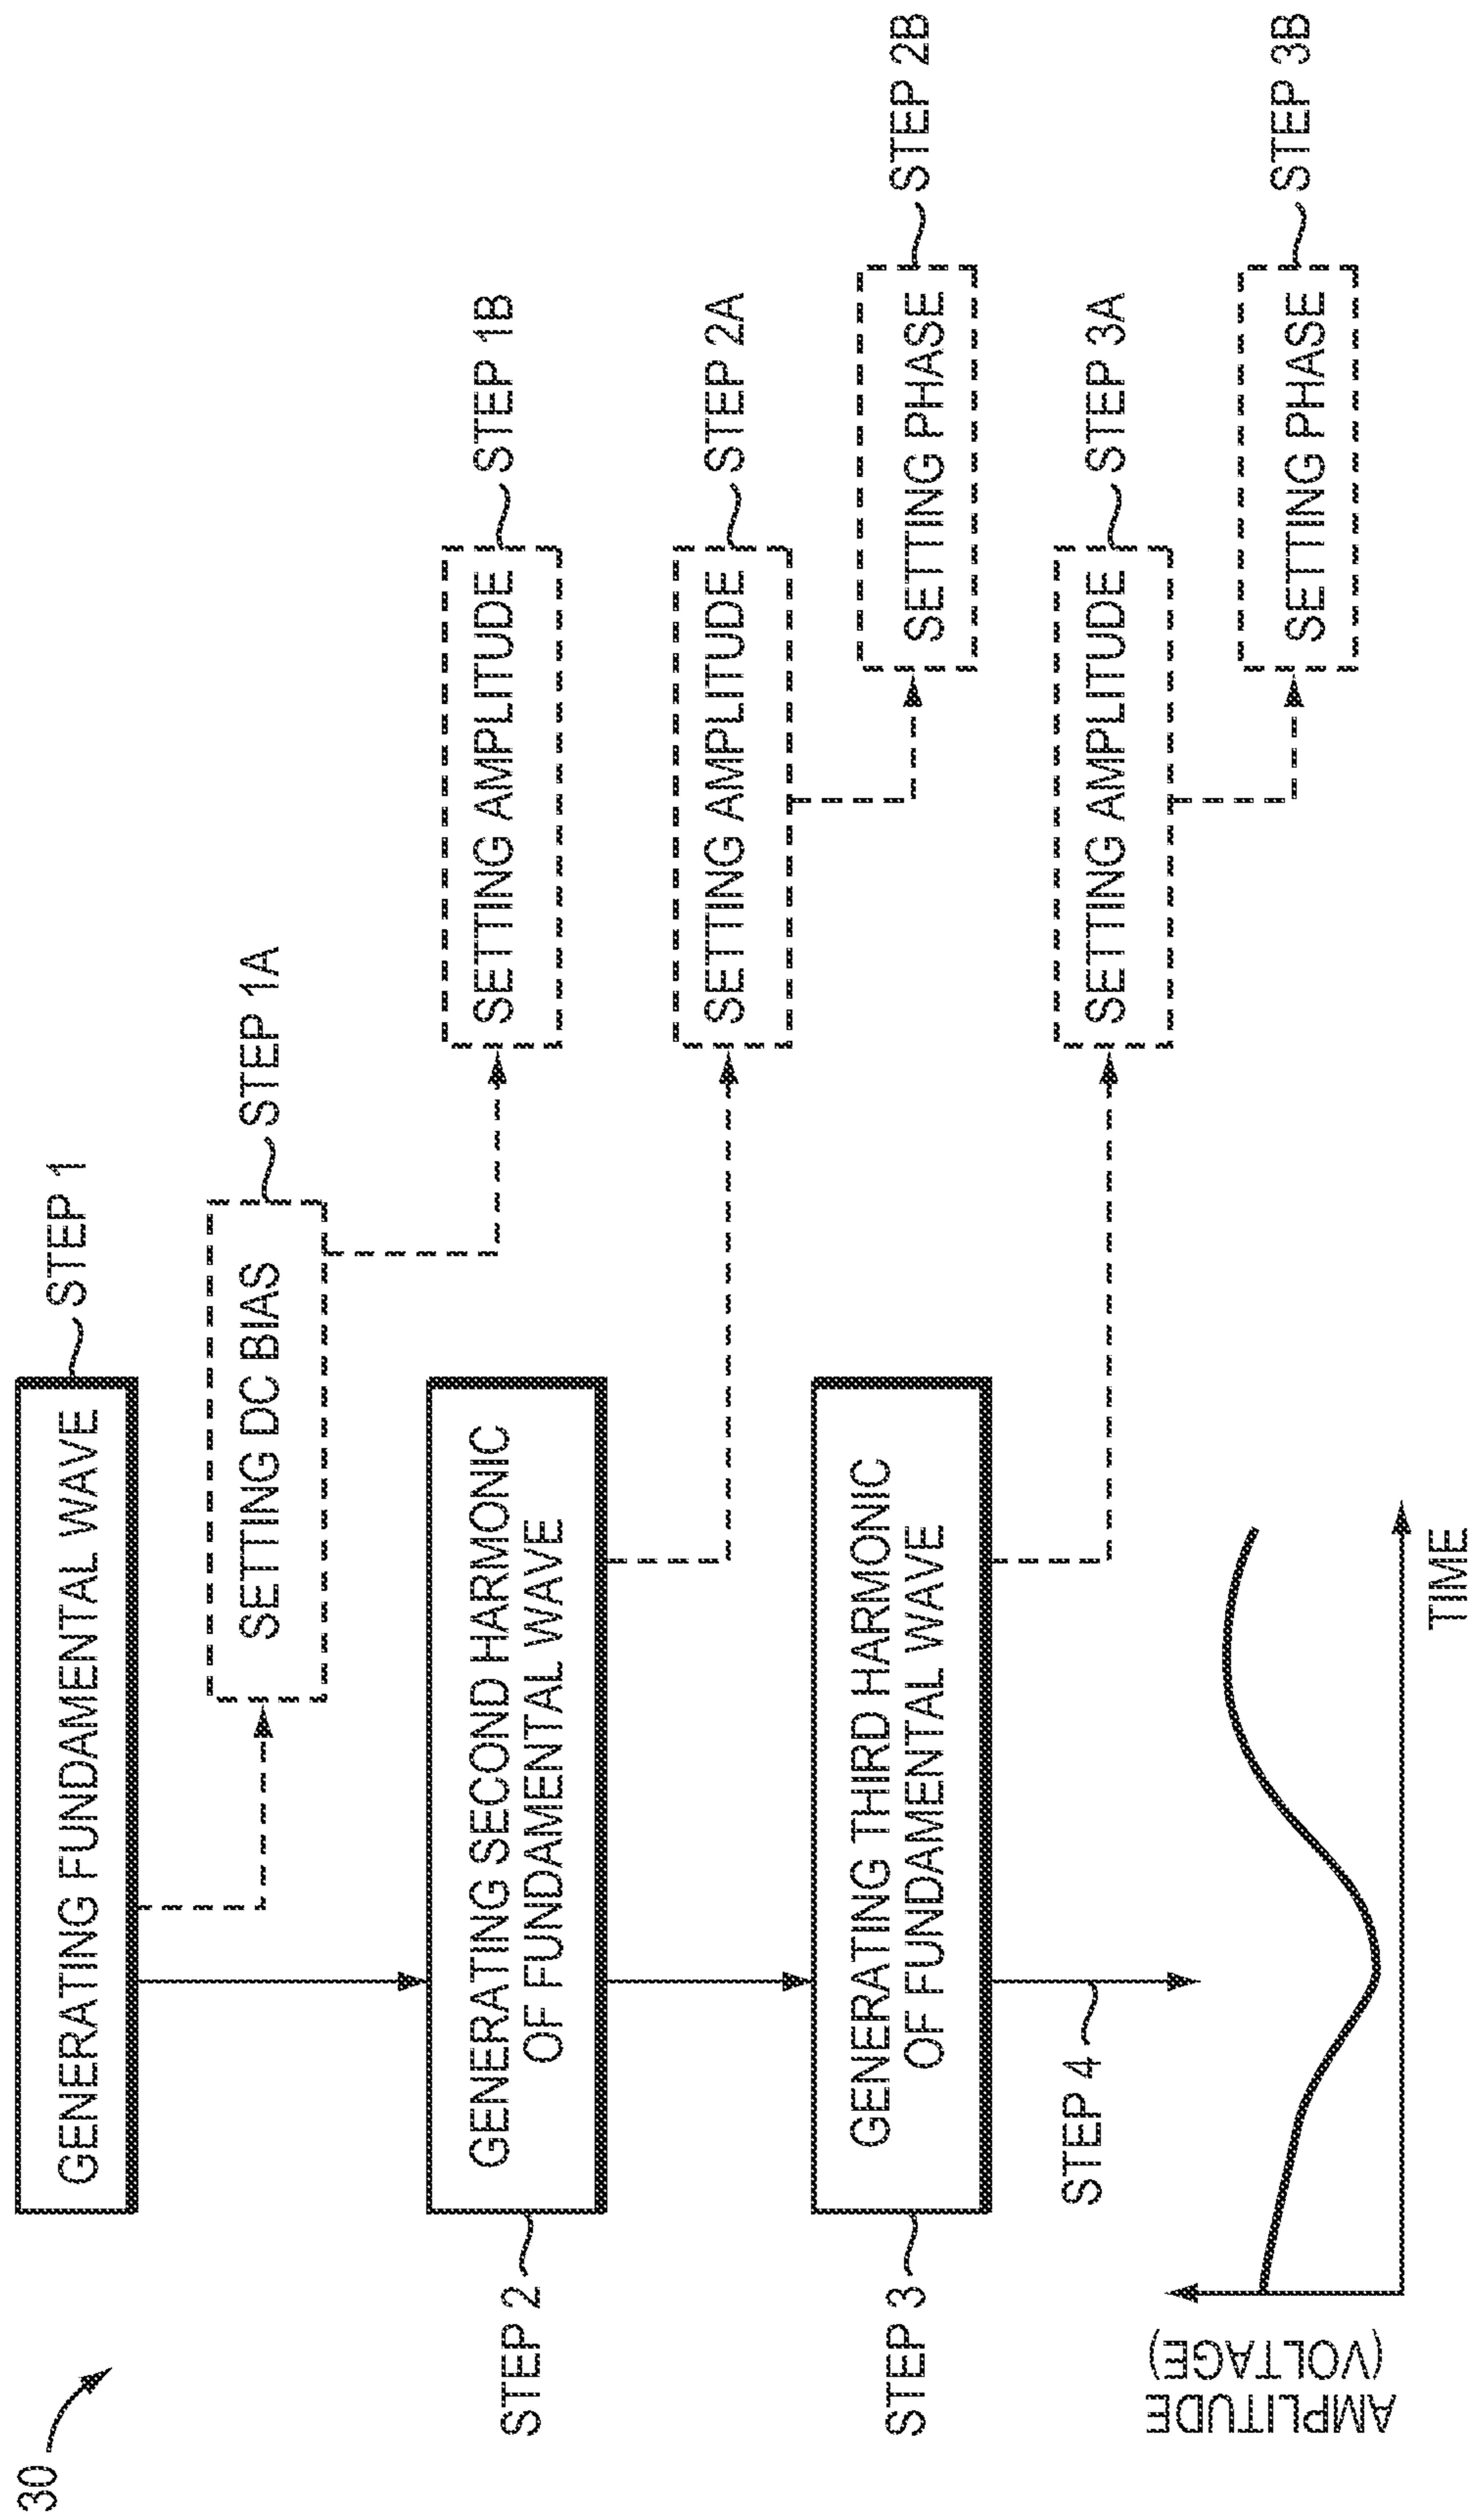 30
GENERATING FUNDAMENTAL WAVE
STEP 1
SETTING DC BIAS
STEP 1A
SETTING AMPLITUDE
STEP 1B
STEP 2
GENERATING SECOND HARMONIC
OF FUNDAMENTAL WAVE
SETTING AMPLITUDE
STEP 2A
SETTING PHASE
STEP 2B
STEP 3
GENERATING THIRD HARMONIC
OF FUNDAMENTAL WAVE
SETTING AMPLITUDE
STEP 3A
SETTING PHASE
STEP 3B
STEP 4
AMPLITUDE
(VOLTAGE)
TIME